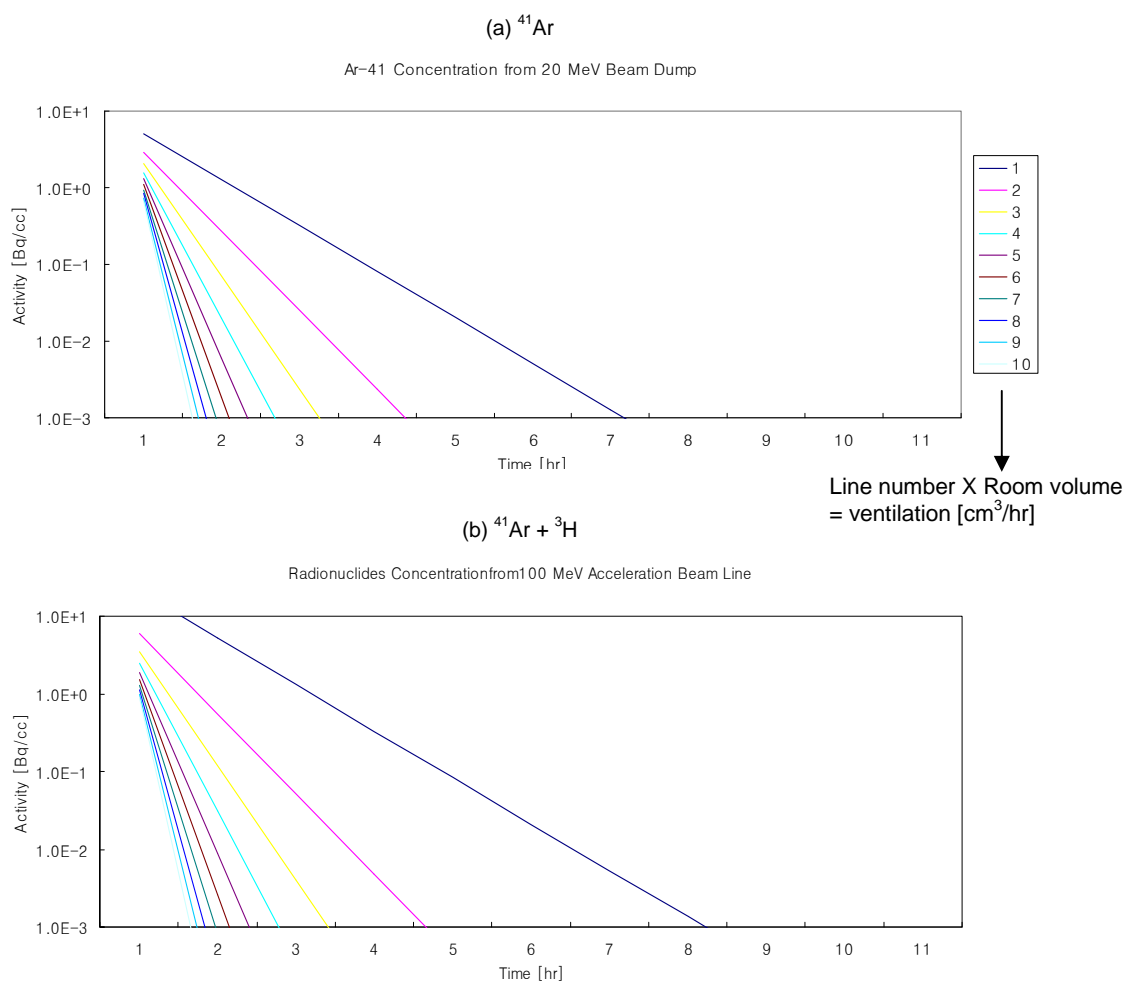 (a) ⁴¹Ar
Ar-41 Concentration from 20 MeV Beam Dump
1.0E+1
1.0E+0
1.0E-1
1.0E-2
1.0E-3
Activity [Bq/cc]
1 2 3 4 5 6 7 8 9 10 11
Time [hr]
1
2
3
4
5
6
7
8
9
10
Line number X Room volume
= ventilation [cm³/hr]
(b) ⁴¹Ar + ³H
Radionuclides Concentrationfrom100 MeV Acceleration Beam Line
1.0E+1
1.0E+0
1.0E-1
1.0E-2
1.0E-3
Activity [Bq/cc]
1 2 3 4 5 6 7 8 9 10 11
Time [hr]